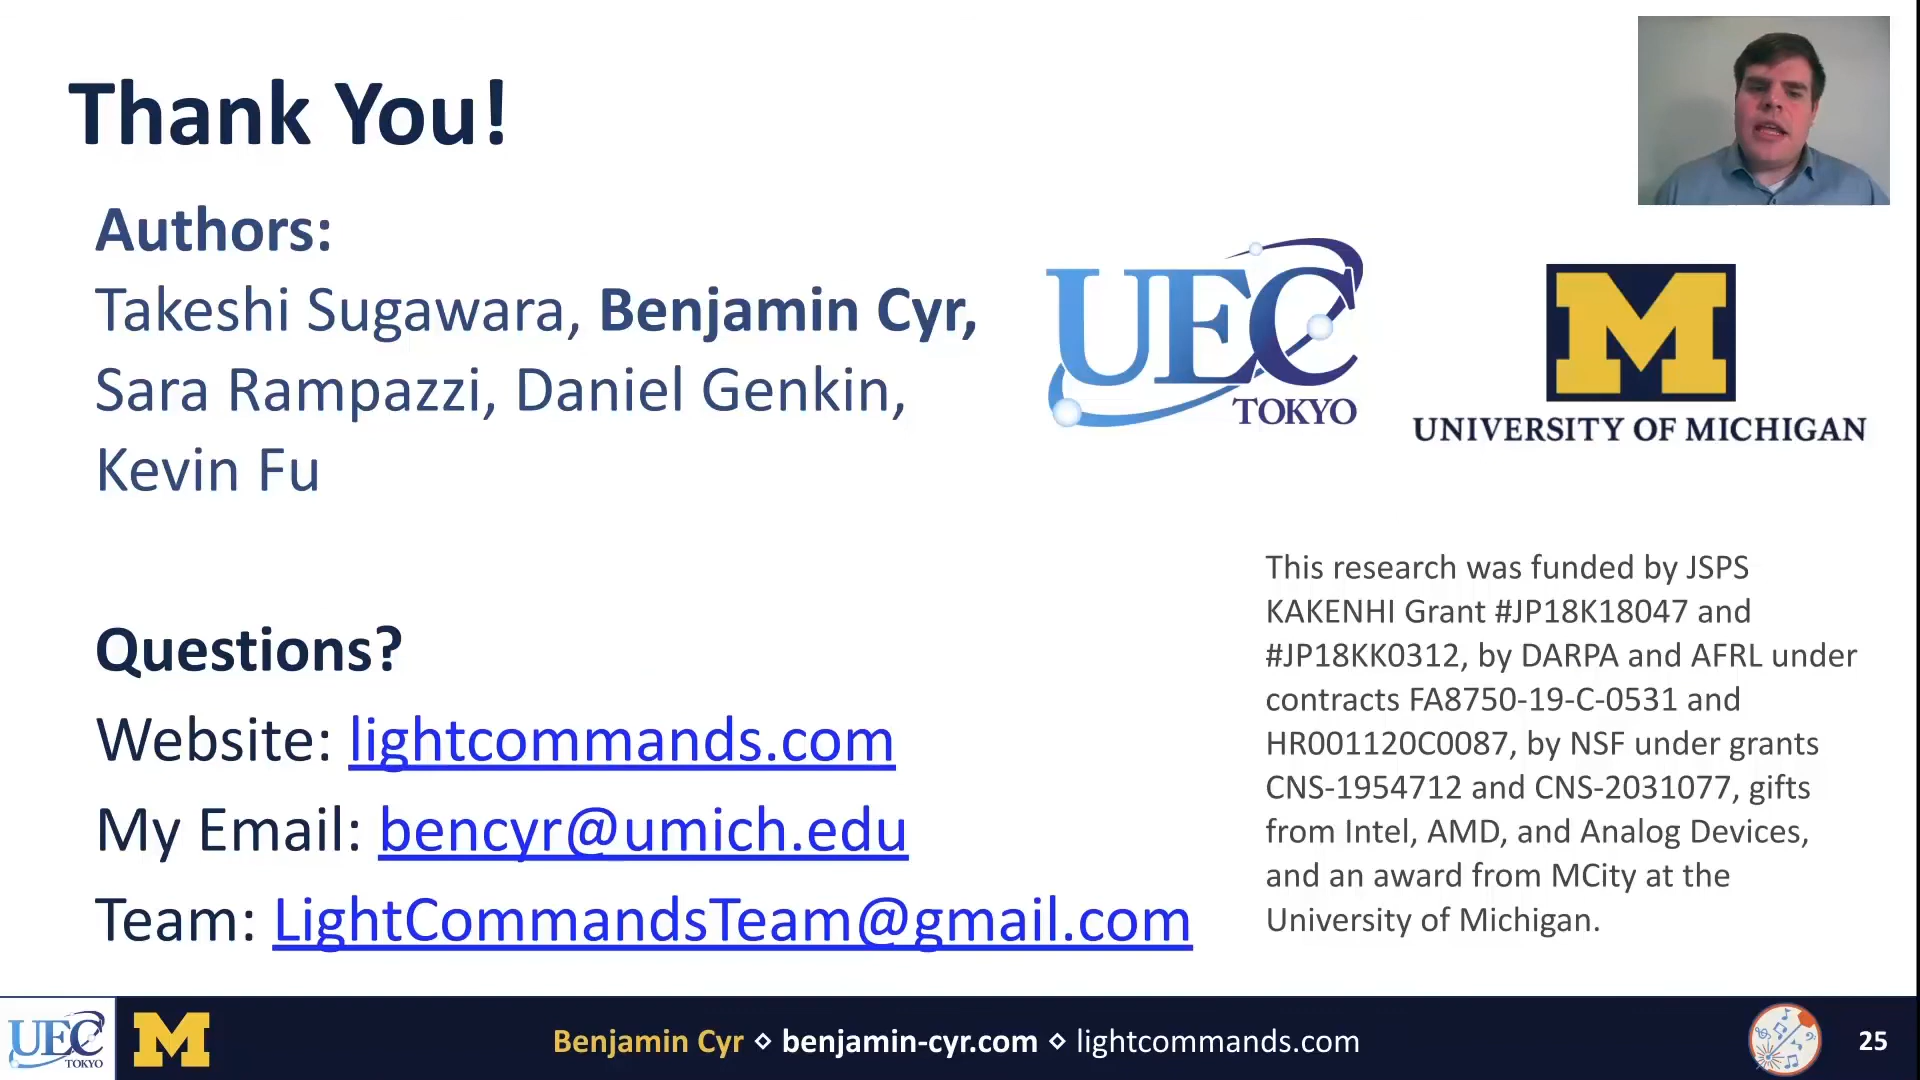 Thank You!
Authors:
Takeshi Sugawara, Benjamin Cyr,
Sara Rampazzi, Daniel Genkin,
Kevin Fu
UEC
TOKYO
M
UNIVERSITY OF MICHIGAN
Questions?
Website: lightcommands.com
My Email: bencyr@umich.edu
Team: LightCommandsTeam@gmail.com
This research was funded by JSPS
KAKENHI Grant #JP18K18047 and
#JP18KK0312, by DARPA and AFRL under
contracts FA8750-19-C-0531 and
HR001120C0087, by NSF under grants
CNS-1954712 and CNS-2031077, gifts
from Intel, AMD, and Analog Devices,
and an award from MCity at the
University of Michigan.
UEC
TOKYO
M
Benjamin Cyr ⋄ benjamin-cyr.com ⋄ lightcommands.com
25